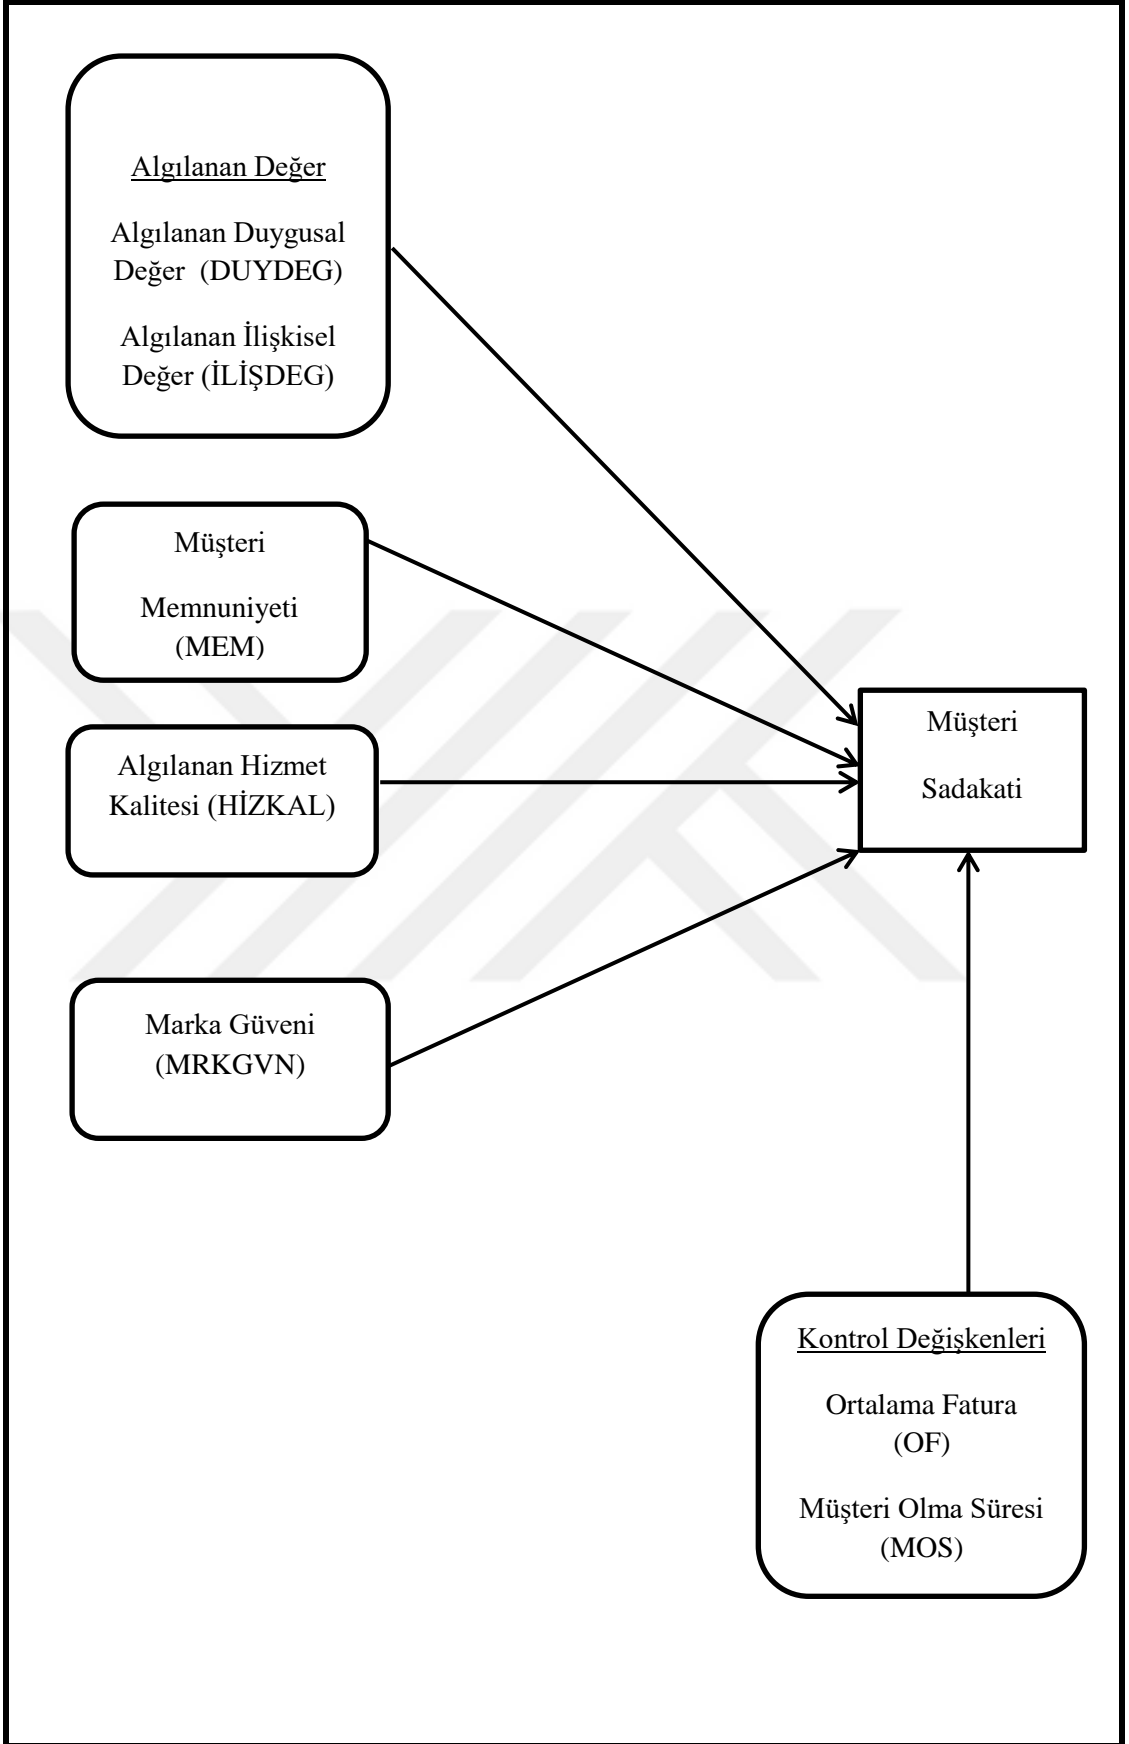 Algılanan Değer
Algılanan Duygusal
Değer (DUYDEG)
Algılanan İlişkisel
Değer (İLİŞDEG)
Müşteri
Memnuniyeti
(MEM)
Algılanan Hizmet
Kalitesi (HİZKAL)
Marka Güveni
(MRKGVN)
Müşteri
Sadakati
Kontrol Değişkenleri
Ortalama Fatura
(OF)
Müşteri Olma Süresi
(MOS)